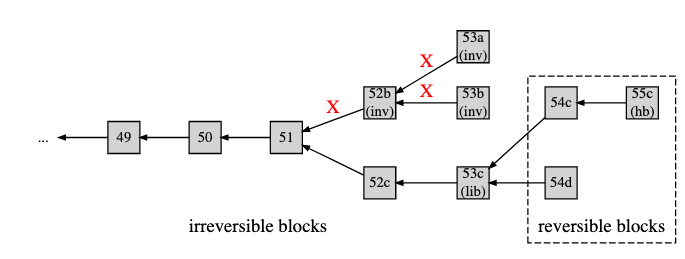 53a
(inv)
X
X
52b
(inv)
53b
(inv)
54c
55c
(hb)
X
...
49
50
51
52c
53c
(lib)
54d
irreversible blocks
reversible blocks